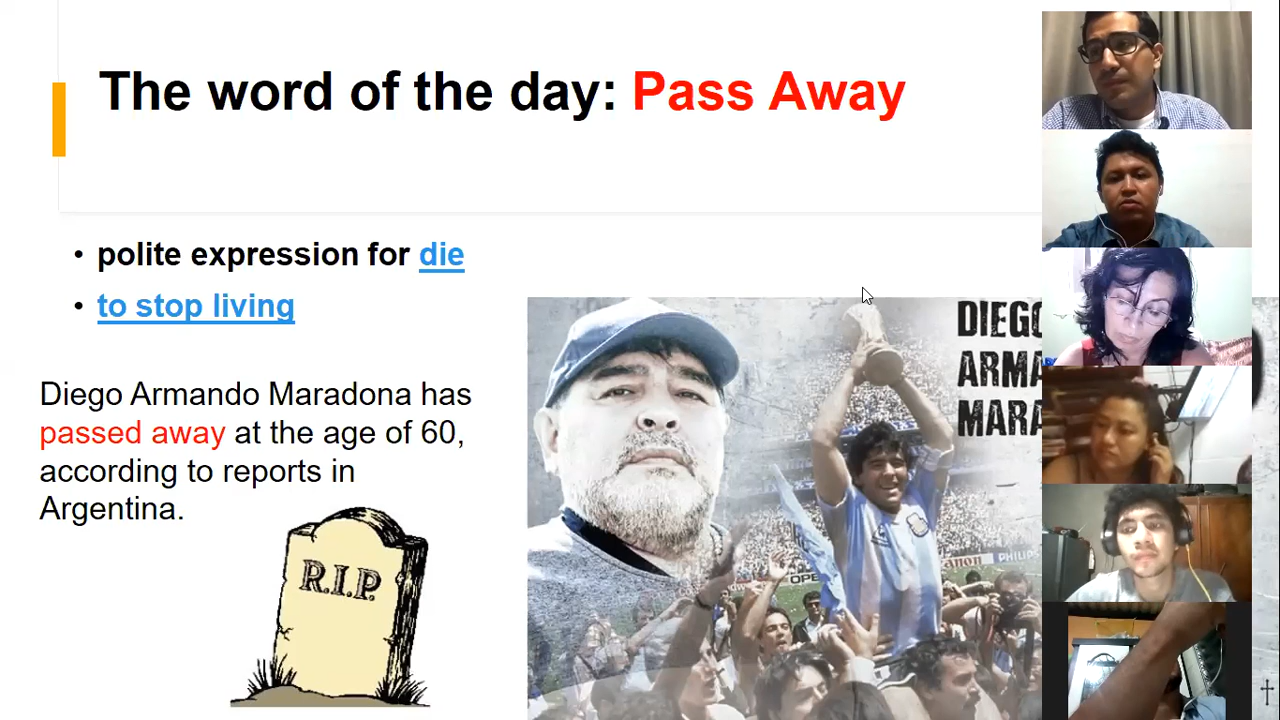 The word of the day: Pass Away
• polite expression for die
• to stop living
Diego Armando Maradona has
passed away at the age of 60,
according to reports in
Argentina.
R.I.P.
DIEGO
ARMA
MARA
PHILIPS